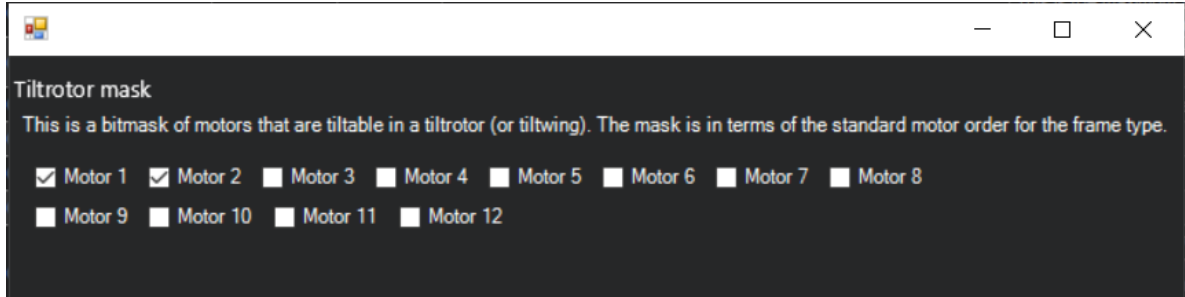 Tiltrotor mask
This is a bitmask of motors that are tiltable in a tiltrotor (or tiltwing). The mask is in terms of the standard motor order for the frame type.
Motor 1 Motor 2 Motor 3 Motor 4 Motor 5 Motor 6 Motor 7 Motor 8
Motor 9 Motor 10 Motor 11 Motor 12